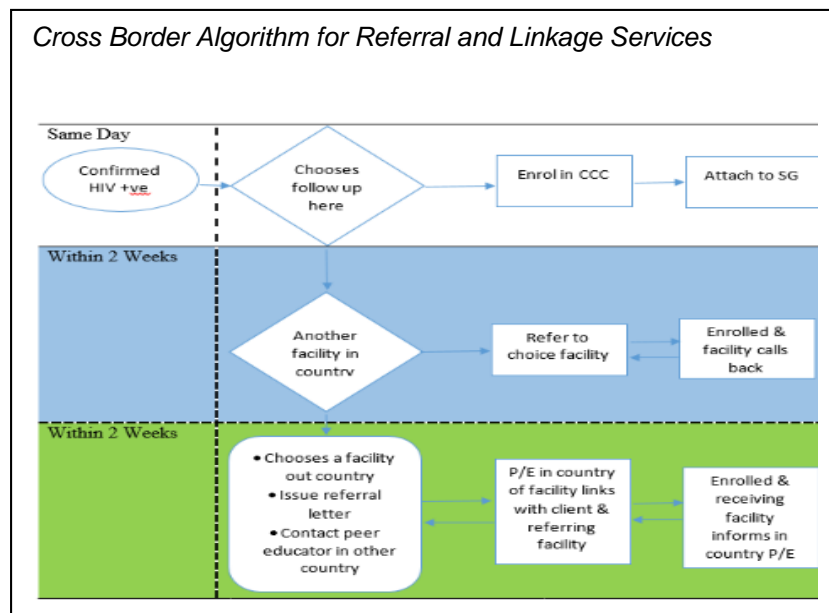 Cross Border Algorithm for Referral and Linkage Services
Same Day
Confirmed
HIV +ve
Chooses
follow up
here
Enrol in CCC
Attach to SG
Within 2 Weeks
Another
facility in
country
Refer to
choice facility
Enrolled &
facility calls
back
Within 2 Weeks
• Chooses a facility
out country
• Issue referral
letter
• Contact peer
educator in other
country
P/E in country
of facility links
with client &
referring
facility
Enrolled &
receiving
facility
informs in
country P/E